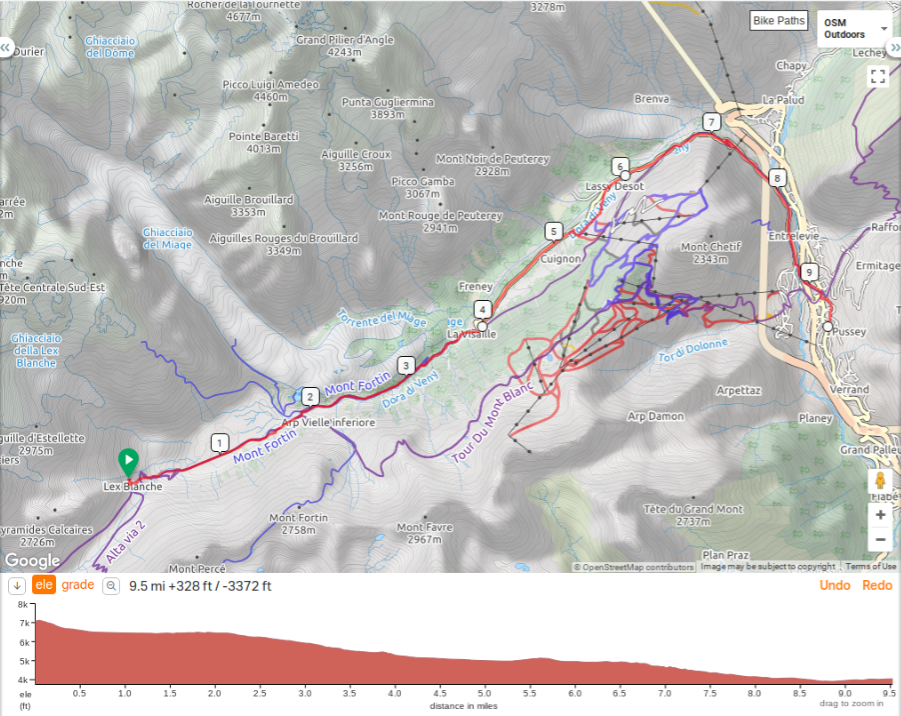 Rocher de la Tournette
4677m
3278m
Bike Paths
OSM
Outdoors
Durier
Ghiacciaio
del Dôme
Grand Pilier d'Angle
4243m
Lechey
Chapy
Picco Luigi Amedeo
4460m
Punta Gugliermina
3893m
Brenva
La Palud
Pointe Baretti
4013m
7
Aiguille Croux
3256m
Mont Noir de Peuterey
2928m
6
8
Picco Gamba
3067m
Lassy Desot
Aiguille Brouillard
3353m
Mont Rouge de Peuterey
2941m
Ghiacciaio
del Miage
Aiguilles Rouges du Brouillard
3349m
5
Entrelevie
Mont Chetif
2343m
Cuignon
Ermitage
9
Tête Centrale Sud-Est
920m
Freney
4
Torrente del Miage
La Visaille
Pussey
Ghiacciaio
della Lex
Blanche
Tor di Dolonne
3
Mont Fortin
Dora di Veny
Arpettaz
Verrand
2
Tour Du Mont Blanc
Arp Vielle inferiore
Arp Damon
Planey
1
Mont Fortin
2975m
Grand Palleu
Lex Blanche
Alta via 2
Mont Fortin
2758m
Mont Favre
2967m
Tête du Grand Mont
2737m
yramides Calcaires
2726m
Plan Praz
Mont Percé
Google
© OpenStreetMap contributors
Image may be subject to copyright
Terms of Use
ele grade 9.5 mi +328 ft / -3372 ft
Undo Redo
8k
7k
6k
5k
4k
ele
(ft)
0.5 1.0 1.5 2.0 2.5 3.0 3.5 4.0 4.5 5.0 5.5 6.0 6.5 7.0 7.5 8.0 8.5 9.0 9.5
distance in miles
drag to zoom in